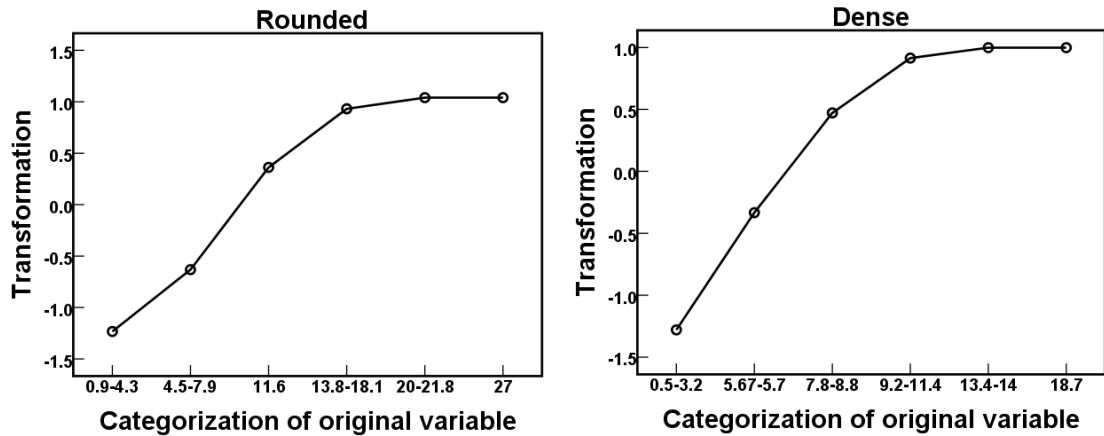 Rounded
Transformation
1.5
1.0
0.5
0.0
-0.5
-1.0
-1.5
0.9-4.3 4.5-7.9 11.6 13.8-18.1 20-21.8 27
Categorization of original variable
Dense
Transformation
1.0
0.5
0.0
-0.5
-1.0
-1.5
0.5-3.2 5.67-5.7 7.8-8.8 9.2-11.4 13.4-14 18.7
Categorization of original variable